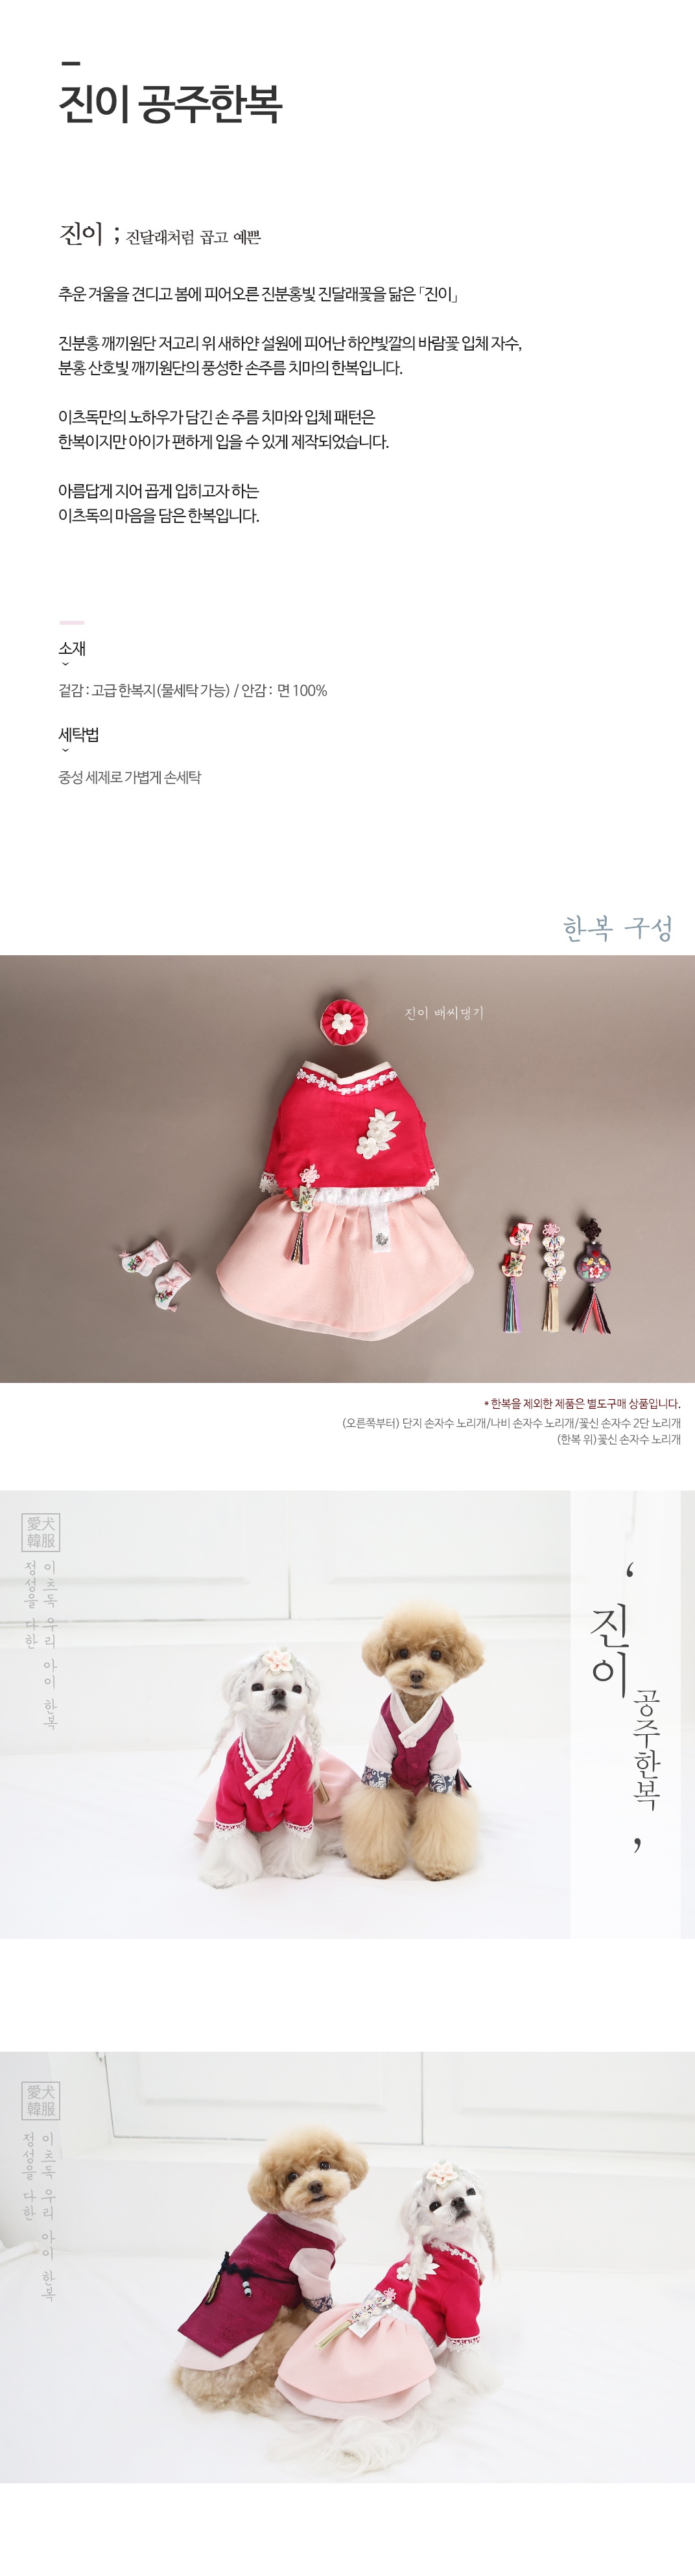 진이 공주한복
진이 ; 진달래처럼 곱고 예쁜
추운 겨울을 견디고 봄에 피어오른 진분홍빛 진달래꽃을 닮은 「진이」
진분홍 깨끼원단 저고리 위 새하얀 설원에 피어난 하얀빛깔의 바람꽃 입체 자수,
분홍 산호빛 깨끼원단의 풍성한 손주름 치마의 한복입니다.
이츠독만의 노하우가 담긴 손 주름 치마와 입체 패턴은
한복이지만 아이가 편하게 입을 수 있게 제작되었습니다.
아름답게 지어 곱게 입히고자 하는
이츠독의 마음을 담은 한복입니다.
소재
겉감 : 고급 한복지(물세탁 가능) / 안감 : 면 100%
세탁법
중성 세제로 가볍게 손세탁
한복 구성
진이 배씨댕기
* 한복을 제외한 제품은 별도구매 상품입니다.
(오른쪽부터) 단지 손자수 노리개/나비 손자수 노리개/꽃신 손자수 2단 노리개
(한복 위)꽃신 손자수 노리개
愛犬
韓服
이츠독 우리 아이 한복
정성을 다한
‘ 진이
공주한복 ’
愛犬
韓服
이츠독 우리 아이 한복
정성을 다한